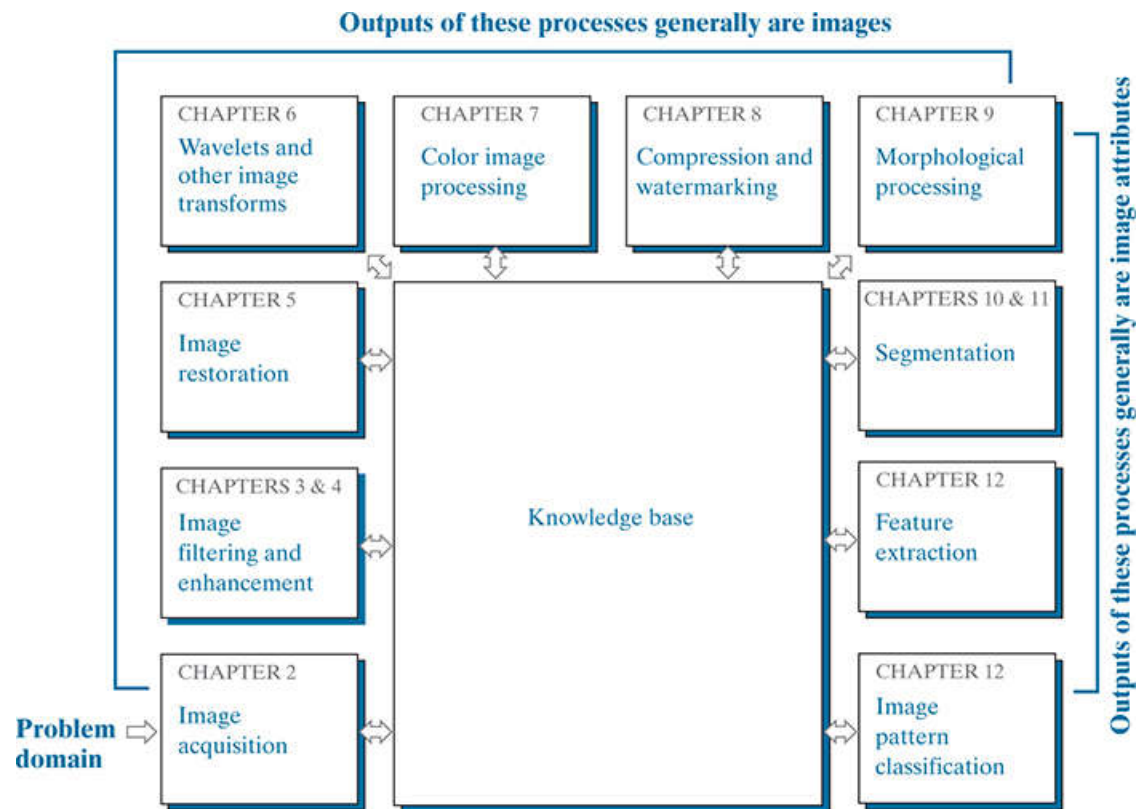 Outputs of these processes generally are images
CHAPTER 6
Wavelets and
other image
transforms
CHAPTER 7
Color image
processing
CHAPTER 8
Compression and
watermarking
CHAPTER 9
Morphological
processing
CHAPTER 5
Image
restoration
CHAPTERS 10 & 11
Segmentation
CHAPTERS 3 & 4
Image
filtering and
enhancement
Knowledge base
CHAPTER 12
Feature
extraction
CHAPTER 2
Image
acquisition
CHAPTER 12
Image
pattern
classification
Problem
domain
Outputs of these processes generally are image attributes